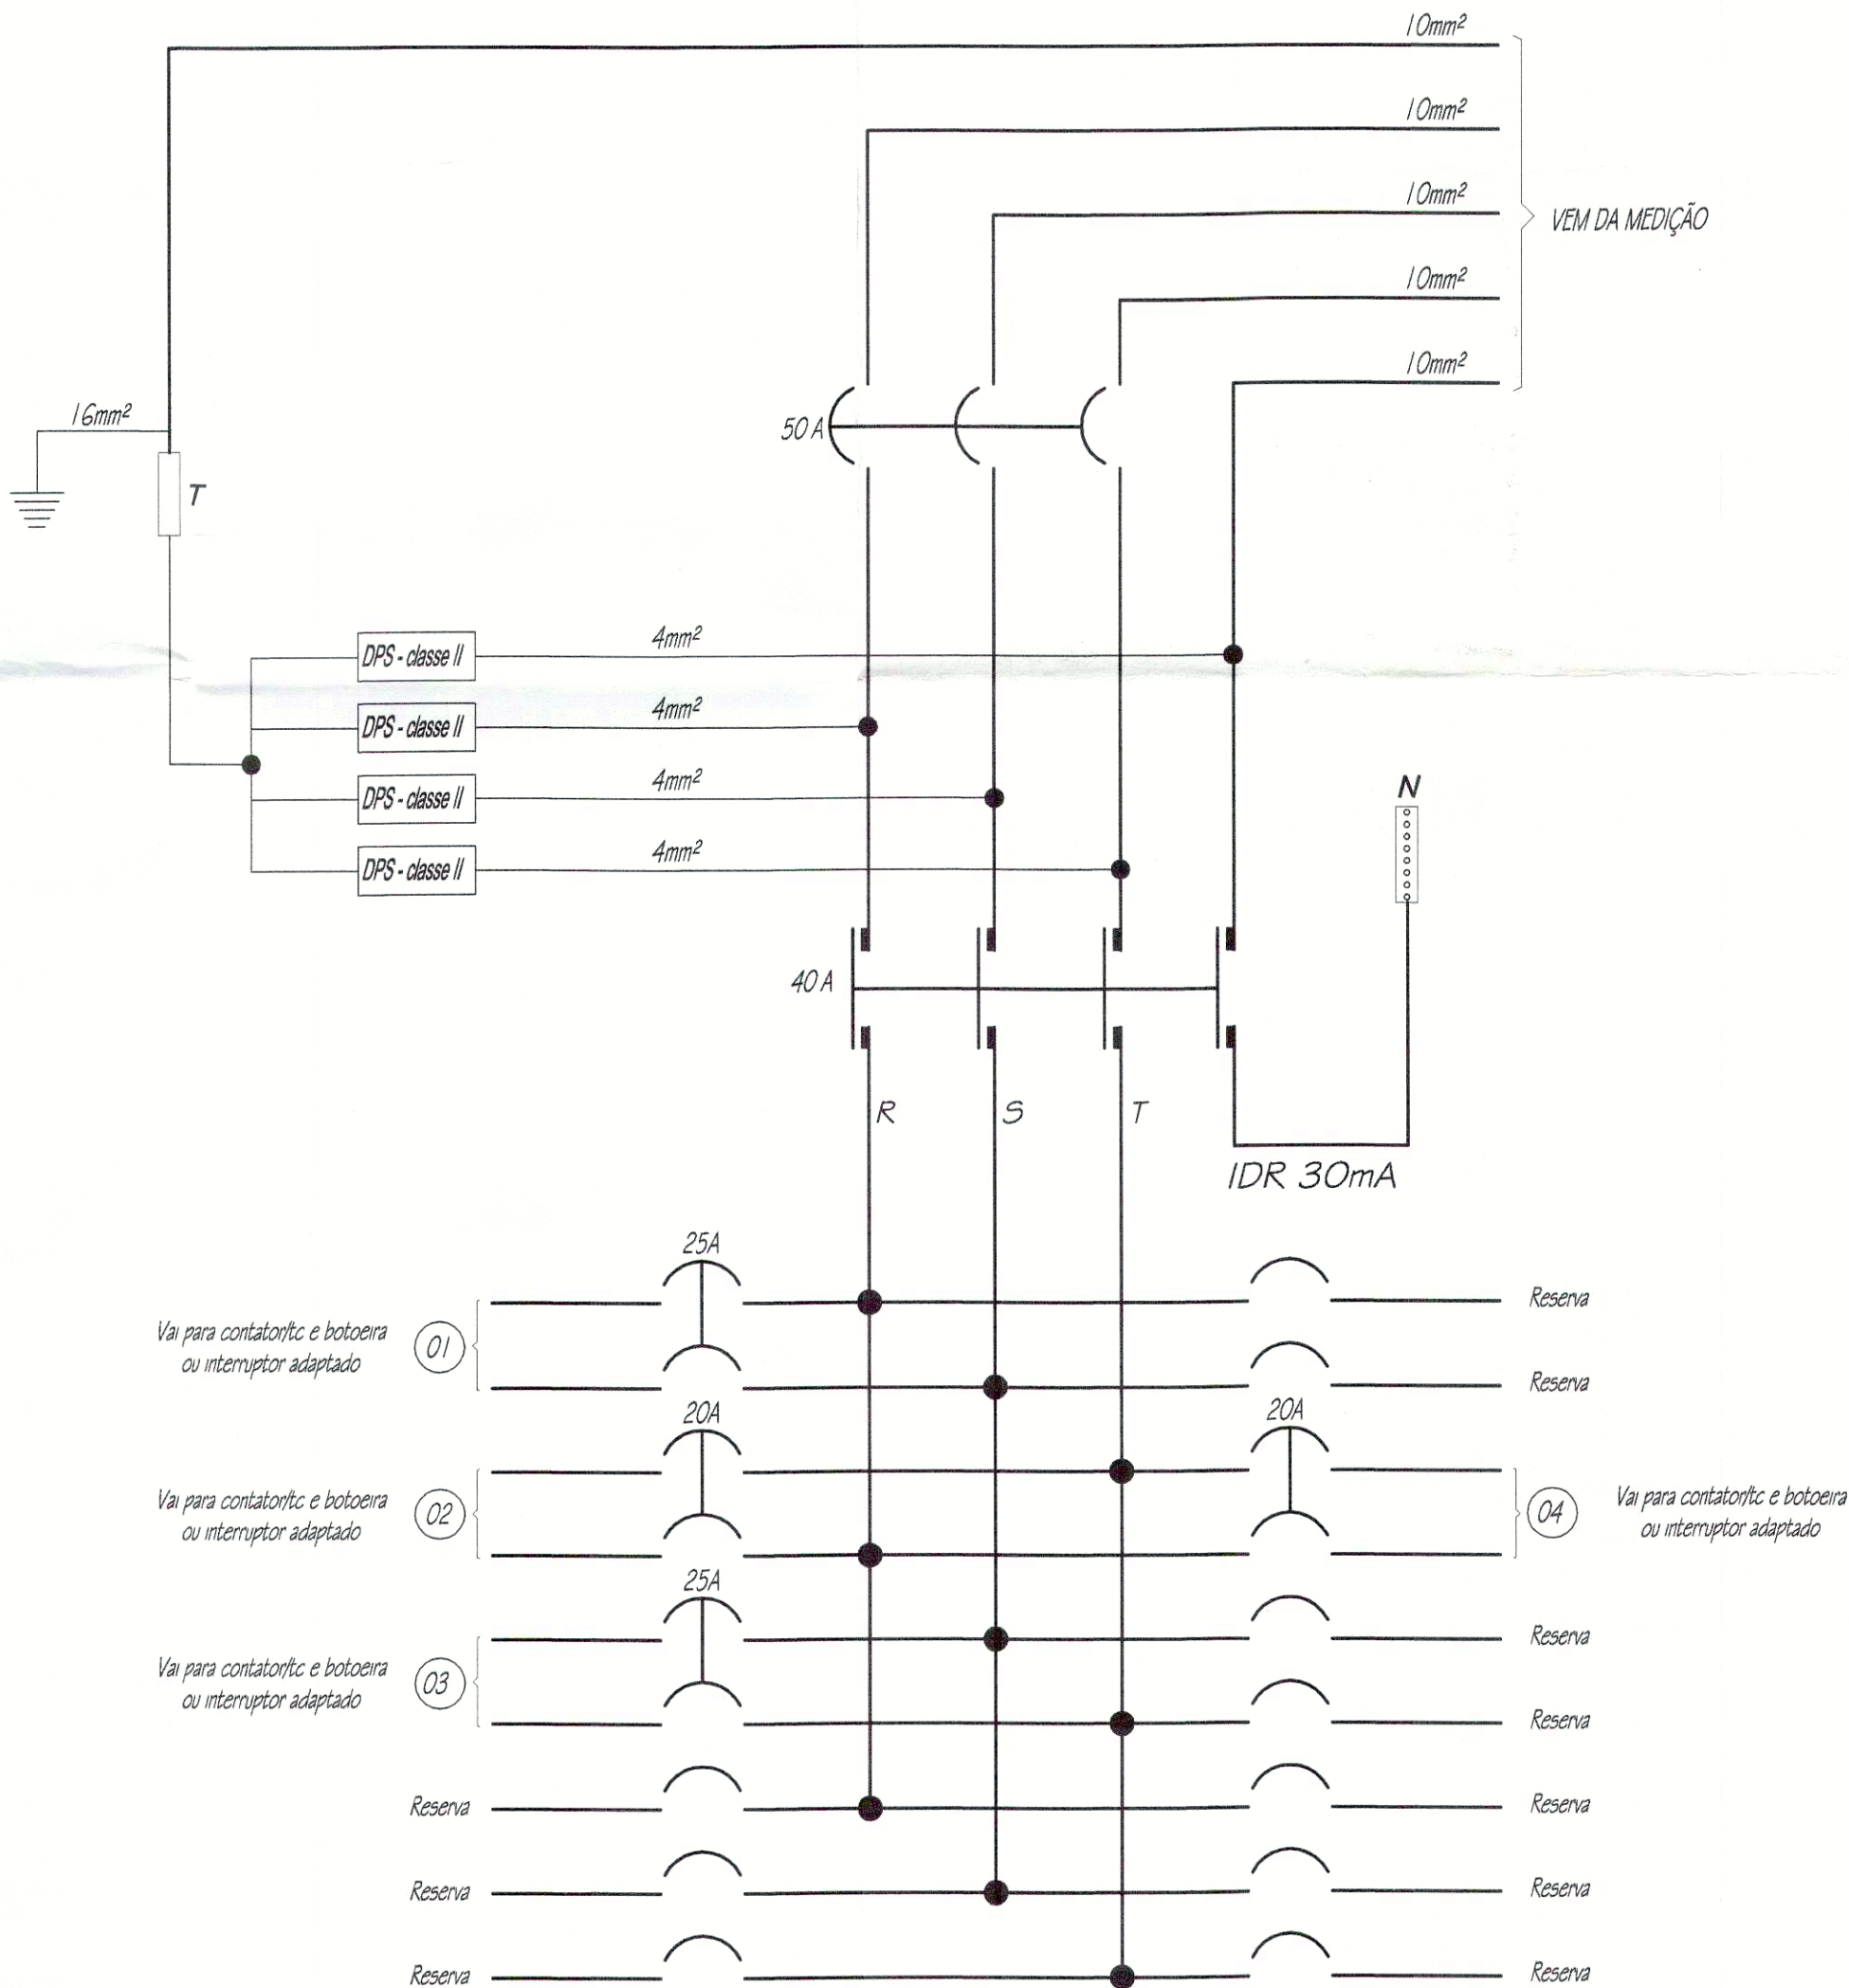 10mm²
10mm²
10mm²
VEM DA MEDIÇÃO
10mm²
10mm²
16mm²
50 A
T
4mm²
DPS - classe II
4mm²
DPS - classe II
4mm²
DPS - classe II
N
4mm²
DPS - classe II
40 A
R
S
T
IDR 30mA
25A
Reserva
Vai para contator/tc e botoeira
ou interruptor adaptado
01
Reserva
20A
20A
Vai para contator/tc e botoeira
ou interruptor adaptado
02
04
Vai para contator/tc e botoeira
ou interruptor adaptado
25A
Reserva
Vai para contator/tc e botoeira
ou interruptor adaptado
03
Reserva
Reserva
Reserva
Reserva
Reserva
Reserva
Reserva